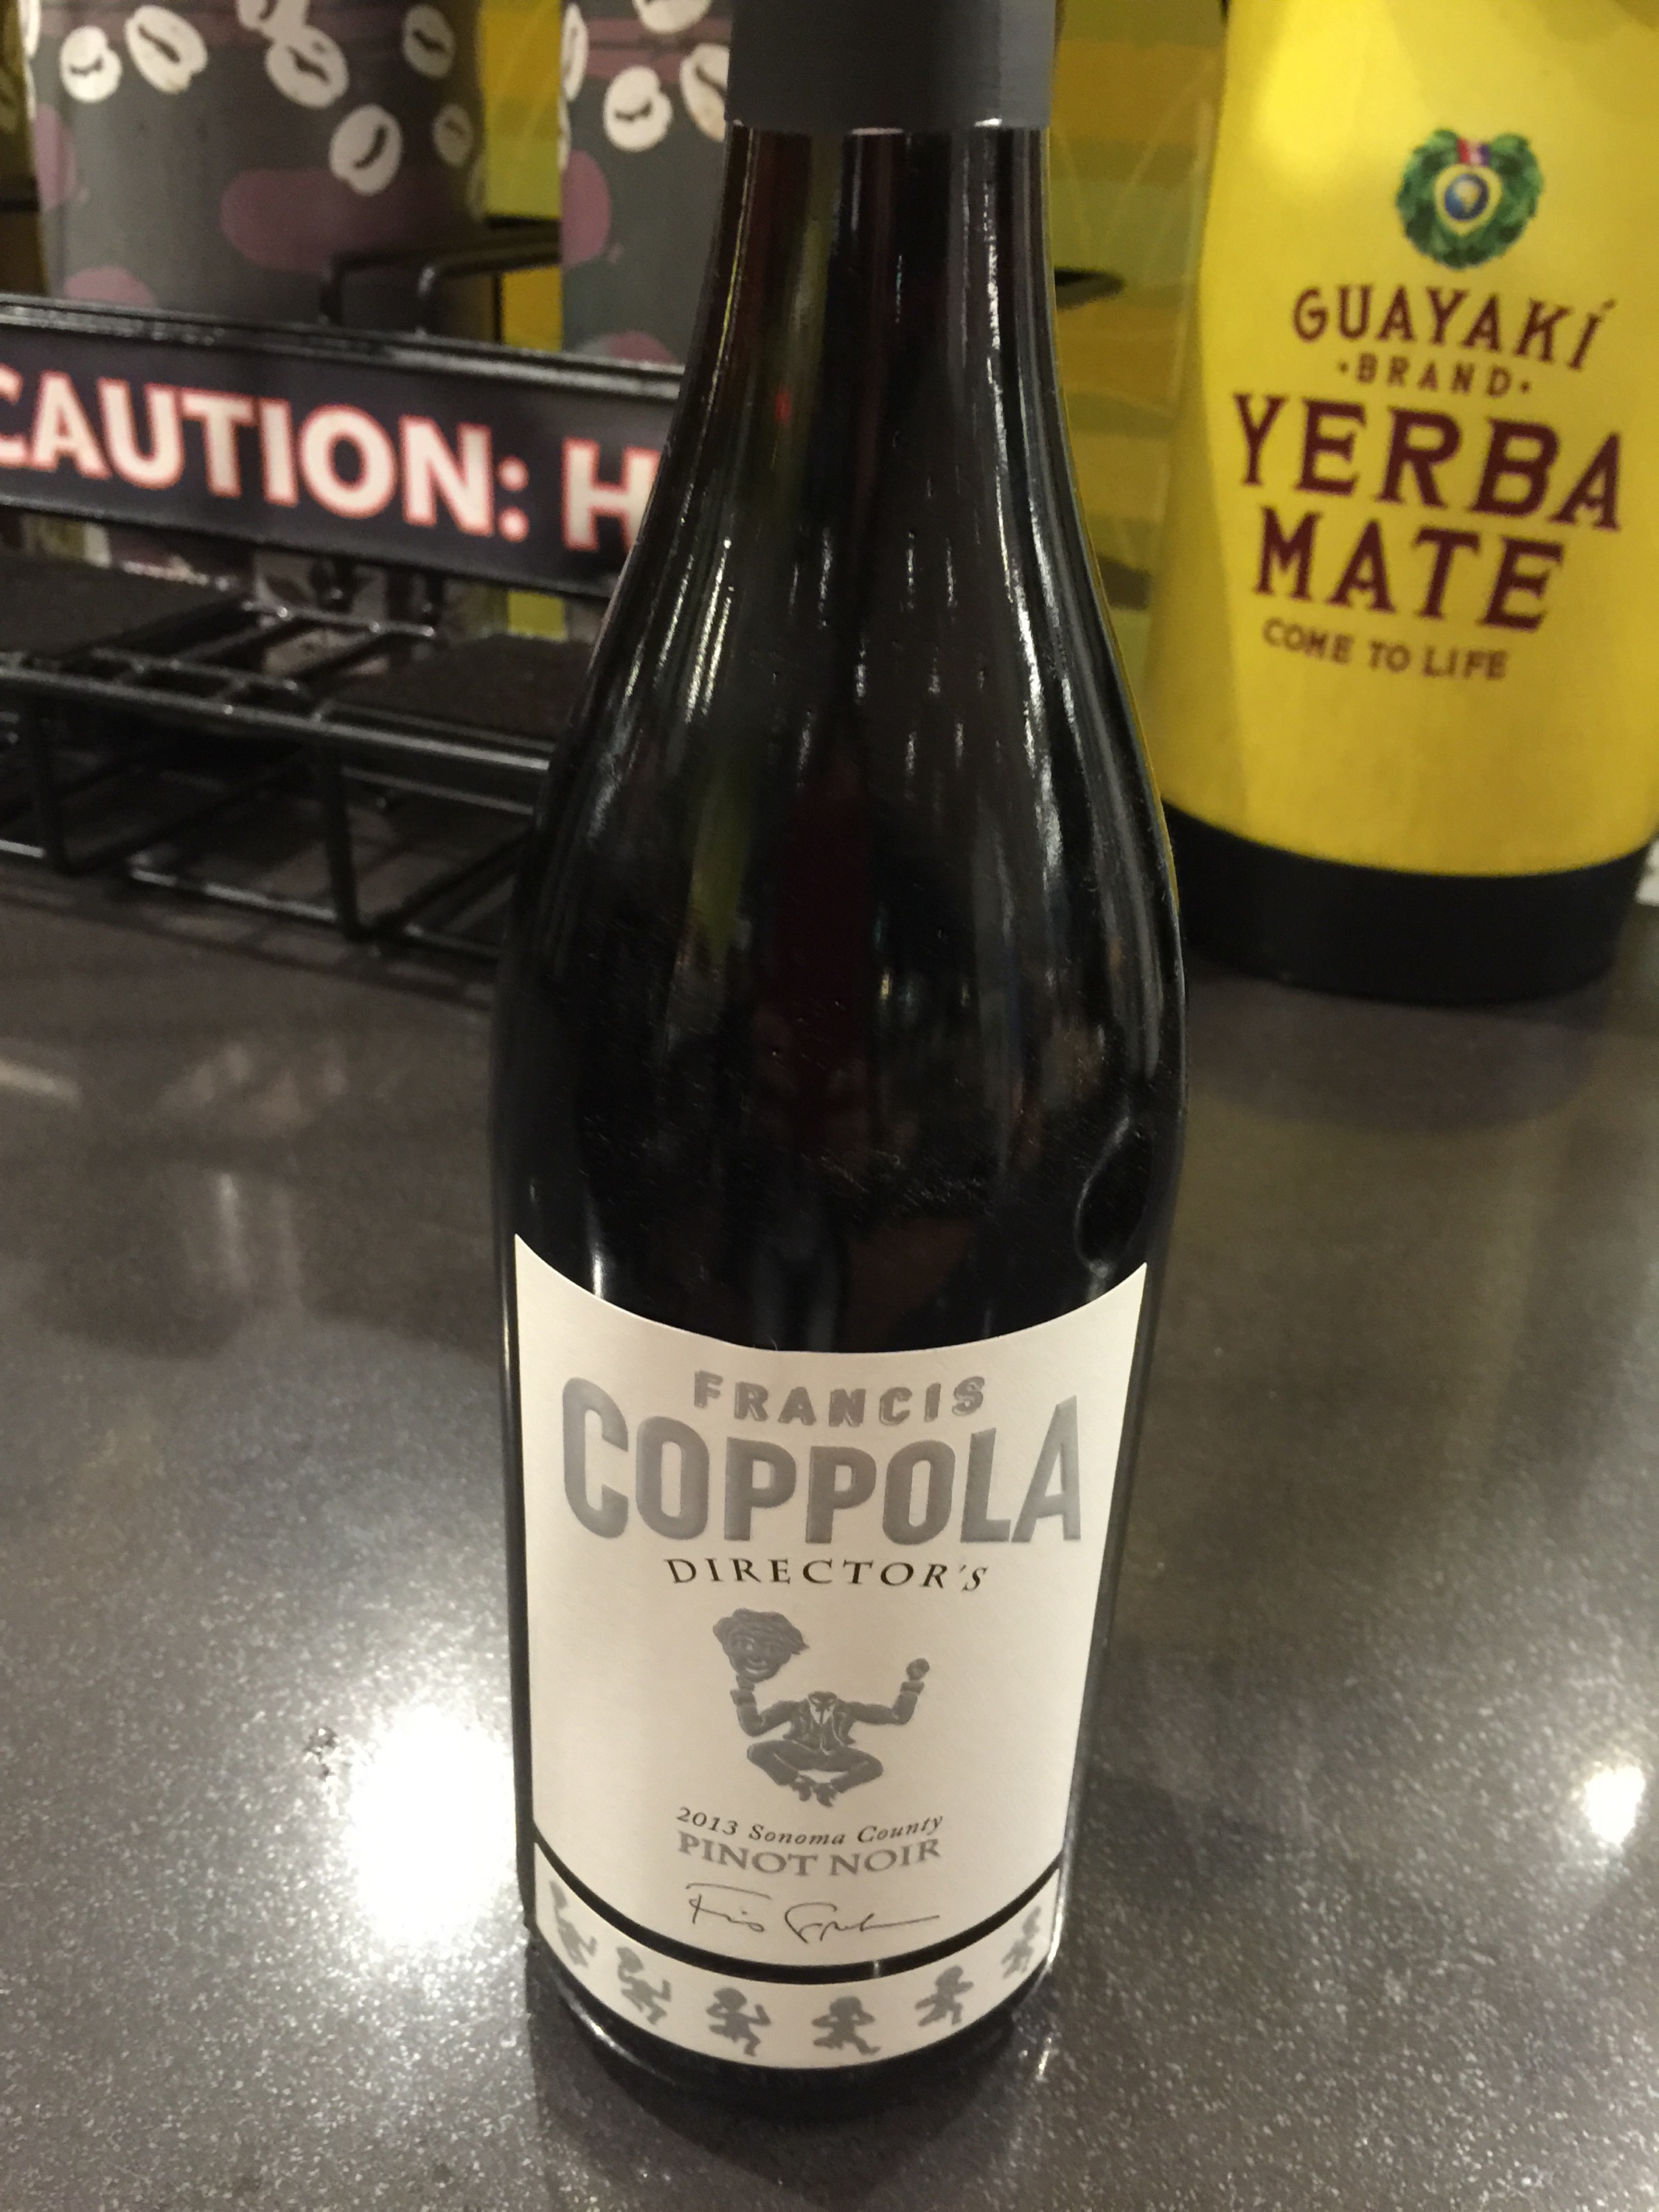 CAUTION: H
GUAYAKÍ
·BRAND·
YERBA
MATE
COME TO LIFE
FRANCIS
COPPOLA
DIRECTOR'S
2013 Sonoma County
PINOT NOIR